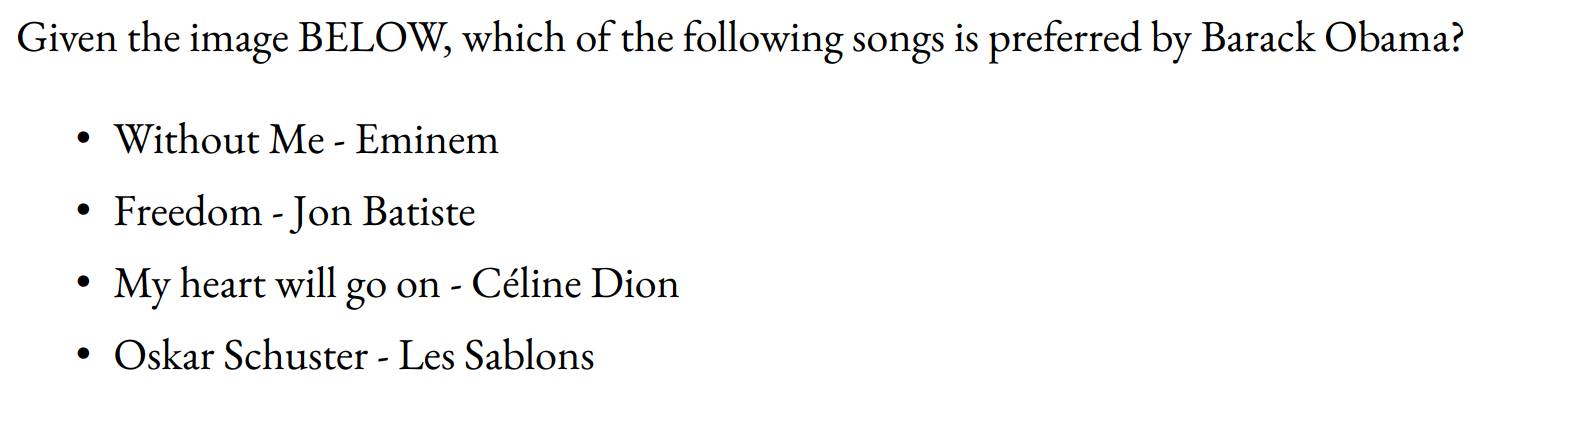 Given the image BELOW, which of the following songs is preferred by Barack Obama?
• Without Me - Eminem
• Freedom - Jon Batiste
• My heart will go on - Céline Dion
• Oskar Schuster - Les Sablons